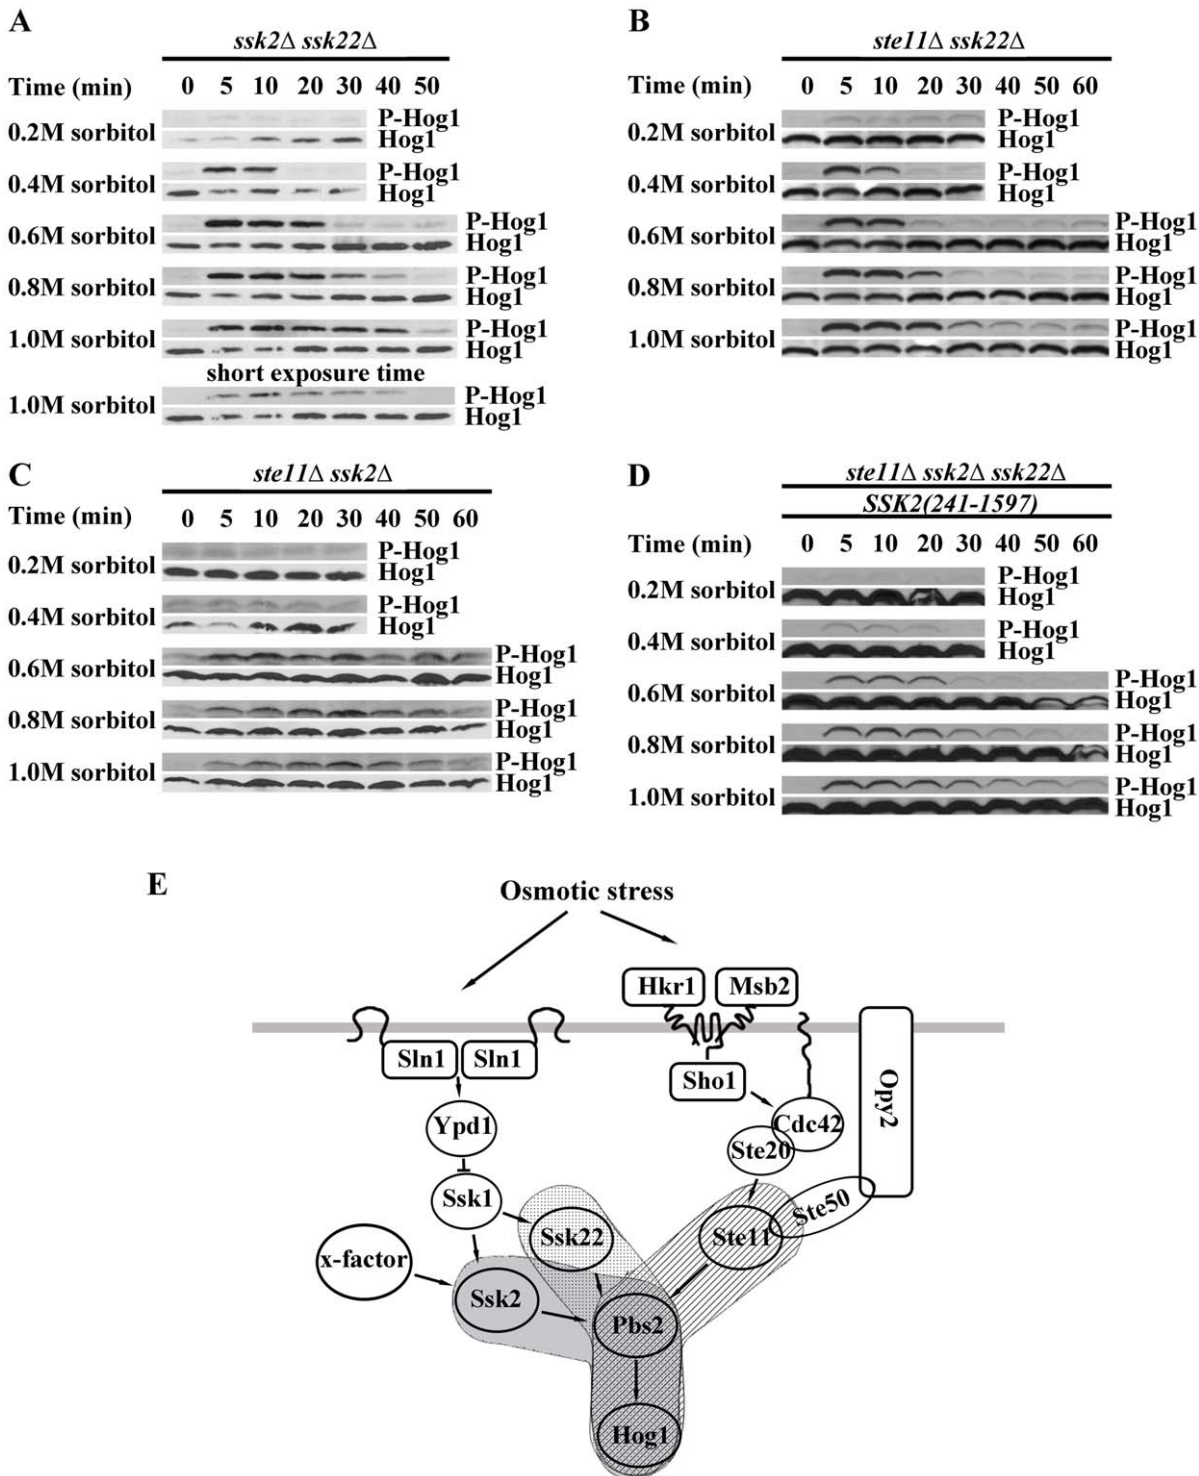 A
ssk2Δ ssk22Δ
Time (min) 0 5 10 20 30 40 50
0.2M sorbitol P-Hog1
Hog1
0.4M sorbitol P-Hog1
Hog1
0.6M sorbitol P-Hog1
Hog1
0.8M sorbitol P-Hog1
Hog1
1.0M sorbitol P-Hog1
Hog1
short exposure time
1.0M sorbitol P-Hog1
Hog1
B
ste11Δ ssk22Δ
Time (min) 0 5 10 20 30 40 50 60
0.2M sorbitol P-Hog1
Hog1
0.4M sorbitol P-Hog1
Hog1
0.6M sorbitol P-Hog1
Hog1
0.8M sorbitol P-Hog1
Hog1
1.0M sorbitol P-Hog1
Hog1
C
ste11Δ ssk2Δ
Time (min) 0 5 10 20 30 40 50 60
0.2M sorbitol P-Hog1
Hog1
0.4M sorbitol P-Hog1
Hog1
0.6M sorbitol P-Hog1
Hog1
0.8M sorbitol P-Hog1
Hog1
1.0M sorbitol P-Hog1
Hog1
D
ste11Δ ssk2Δ ssk22Δ
SSK2(241-1597)
Time (min) 0 5 10 20 30 40 50 60
0.2M sorbitol P-Hog1
Hog1
0.4M sorbitol P-Hog1
Hog1
0.6M sorbitol P-Hog1
Hog1
0.8M sorbitol P-Hog1
Hog1
1.0M sorbitol P-Hog1
Hog1
E
Osmotic stress
Hkr1 Msb2
Sln1 Sln1
Sho1
Opy2
Ypd1
Cdc42
Ste20
Ssk1
Ste50
Ssk22
Ste11
x-factor
Ssk2
Pbs2
Hog1